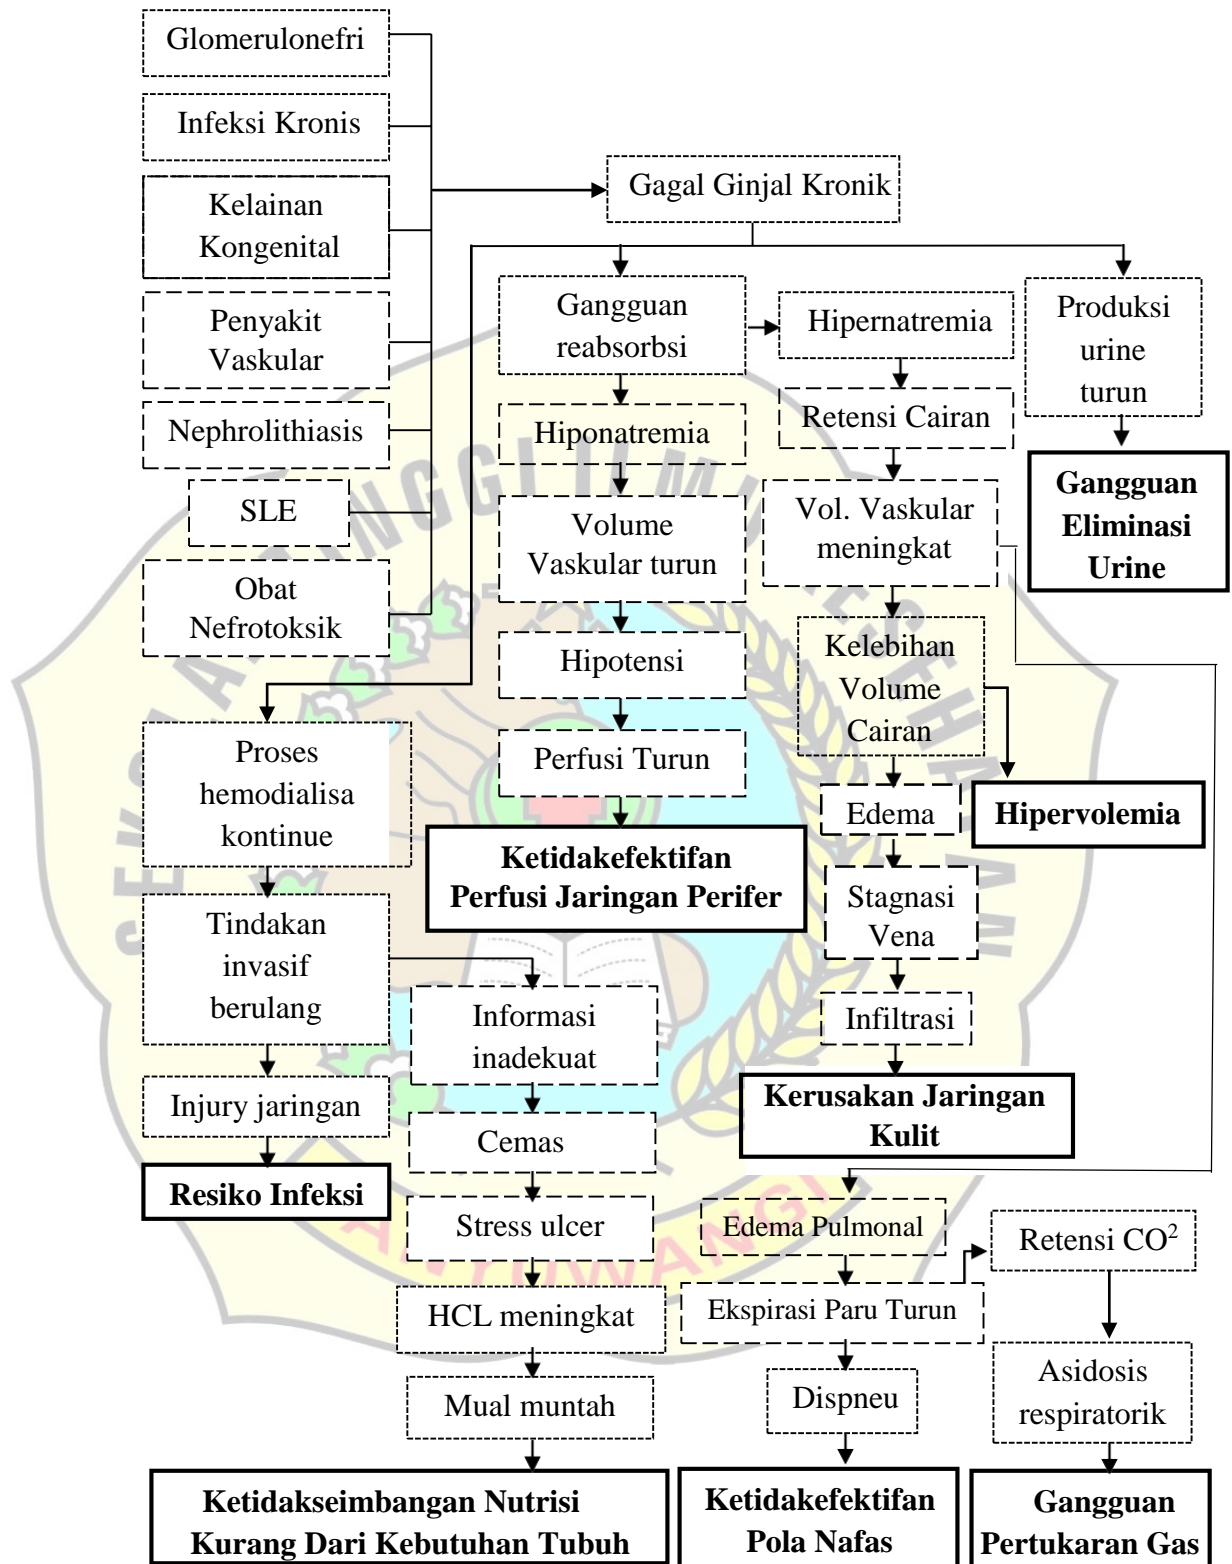 Glomerulonefri
Infeksi Kronis
Kelainan
Kongenital
Penyakit
Vaskular
Nephrolithiasis
SLE
Obat
Nefrotoksik
Gagal Ginjal Kronik
Gangguan
reabsorbsi
Hipernatremia
Produksi
urine
turun
Hiponatremia
Retensi Cairan
Gangguan
Eliminasi
Urine
Volume
Vaskular turun
Vol. Vaskular
meningkat
Hipotensi
Kelebihan
Volume
Cairan
Perfusi Turun
Proses
hemodialisa
kontinue
Edema
Hipervolemia
Ketidakefektifan
Perfusi Jaringan Perifer
Tindakan
invasif
berulang
Stagnasi
Vena
Informasi
inadekuat
Infiltrasi
Injury jaringan
Kerusakan Jaringan
Kulit
Cemas
Resiko Infeksi
Stress ulcer
Edema Pulmonal
Retensi CO²
HCL meningkat
Ekspirasi Paru Turun
Mual muntah
Dispneu
Asidosis
respiratorik
Ketidakseimbangan Nutrisi
Kurang Dari Kebutuhan Tubuh
Ketidakefektifan
Pola Nafas
Gangguan
Pertukaran Gas